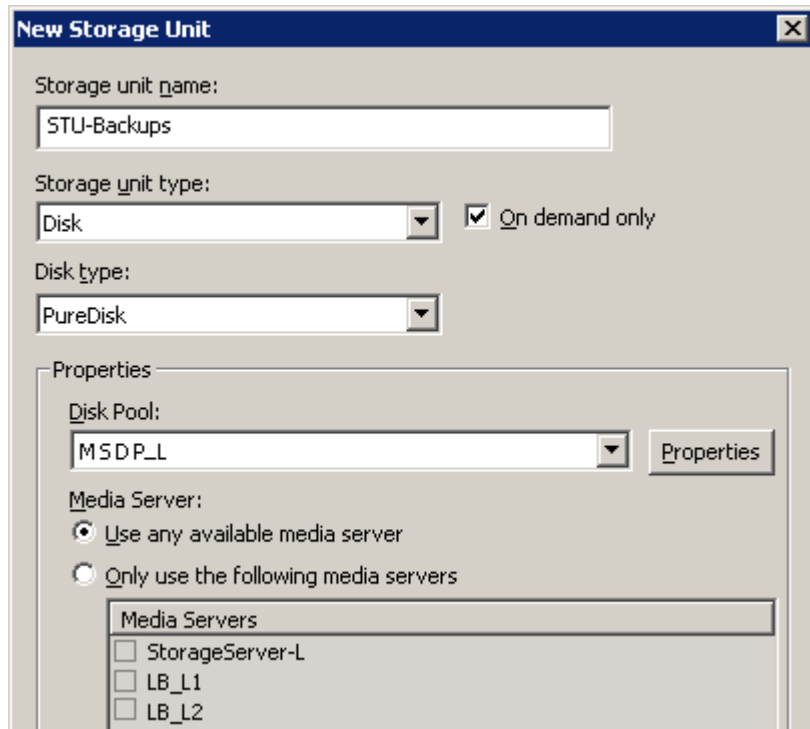 New Storage Unit
Storage unit name:
STU-Backups
Storage unit type:
Disk
On demand only
Disk type:
PureDisk
Properties
Disk Pool:
MSDP_L
Properties
Media Server:
Use any available media server
Only use the following media servers
Media Servers
StorageServer-L
LB_L1
LB_L2